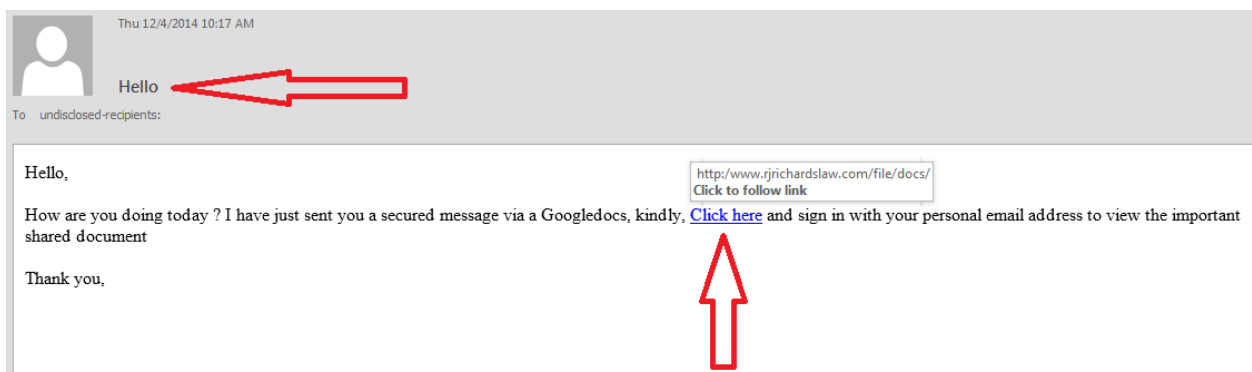 Thu 12/4/2014 10:17 AM
Hello
To undisclosed-recipients:
Hello,
http:/www.rjrichardslaw.com/file/docs/
Click to follow link
How are you doing today ? I have just sent you a secured message via a Googledocs, kindly, Click here and sign in with your personal email address to view the important
shared document
Thank you,